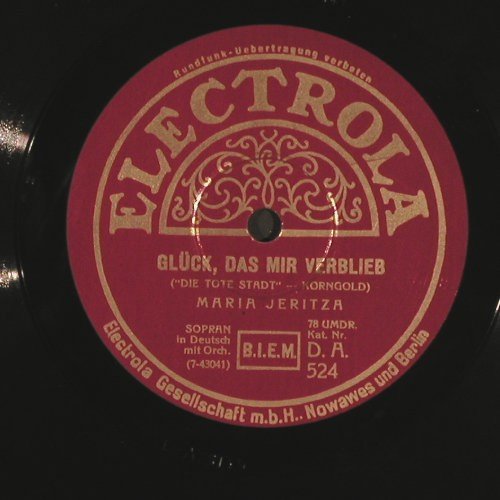 Rundfunk-Uebertragung verboten
ELECTROLA
GLÜCK, DAS MIR VERBLIEB
("DIE TOTE STADT" - KORNGOLD)
MARIA JERITZA
SOPRAN
in Deutsch
mit Orch.
(7-43041)
B.I.E.M.
78 UMDR.
Kat. Nr.
D. A.
524
Electrola Gesellschaft m.b.H., Nowawes und Berlin